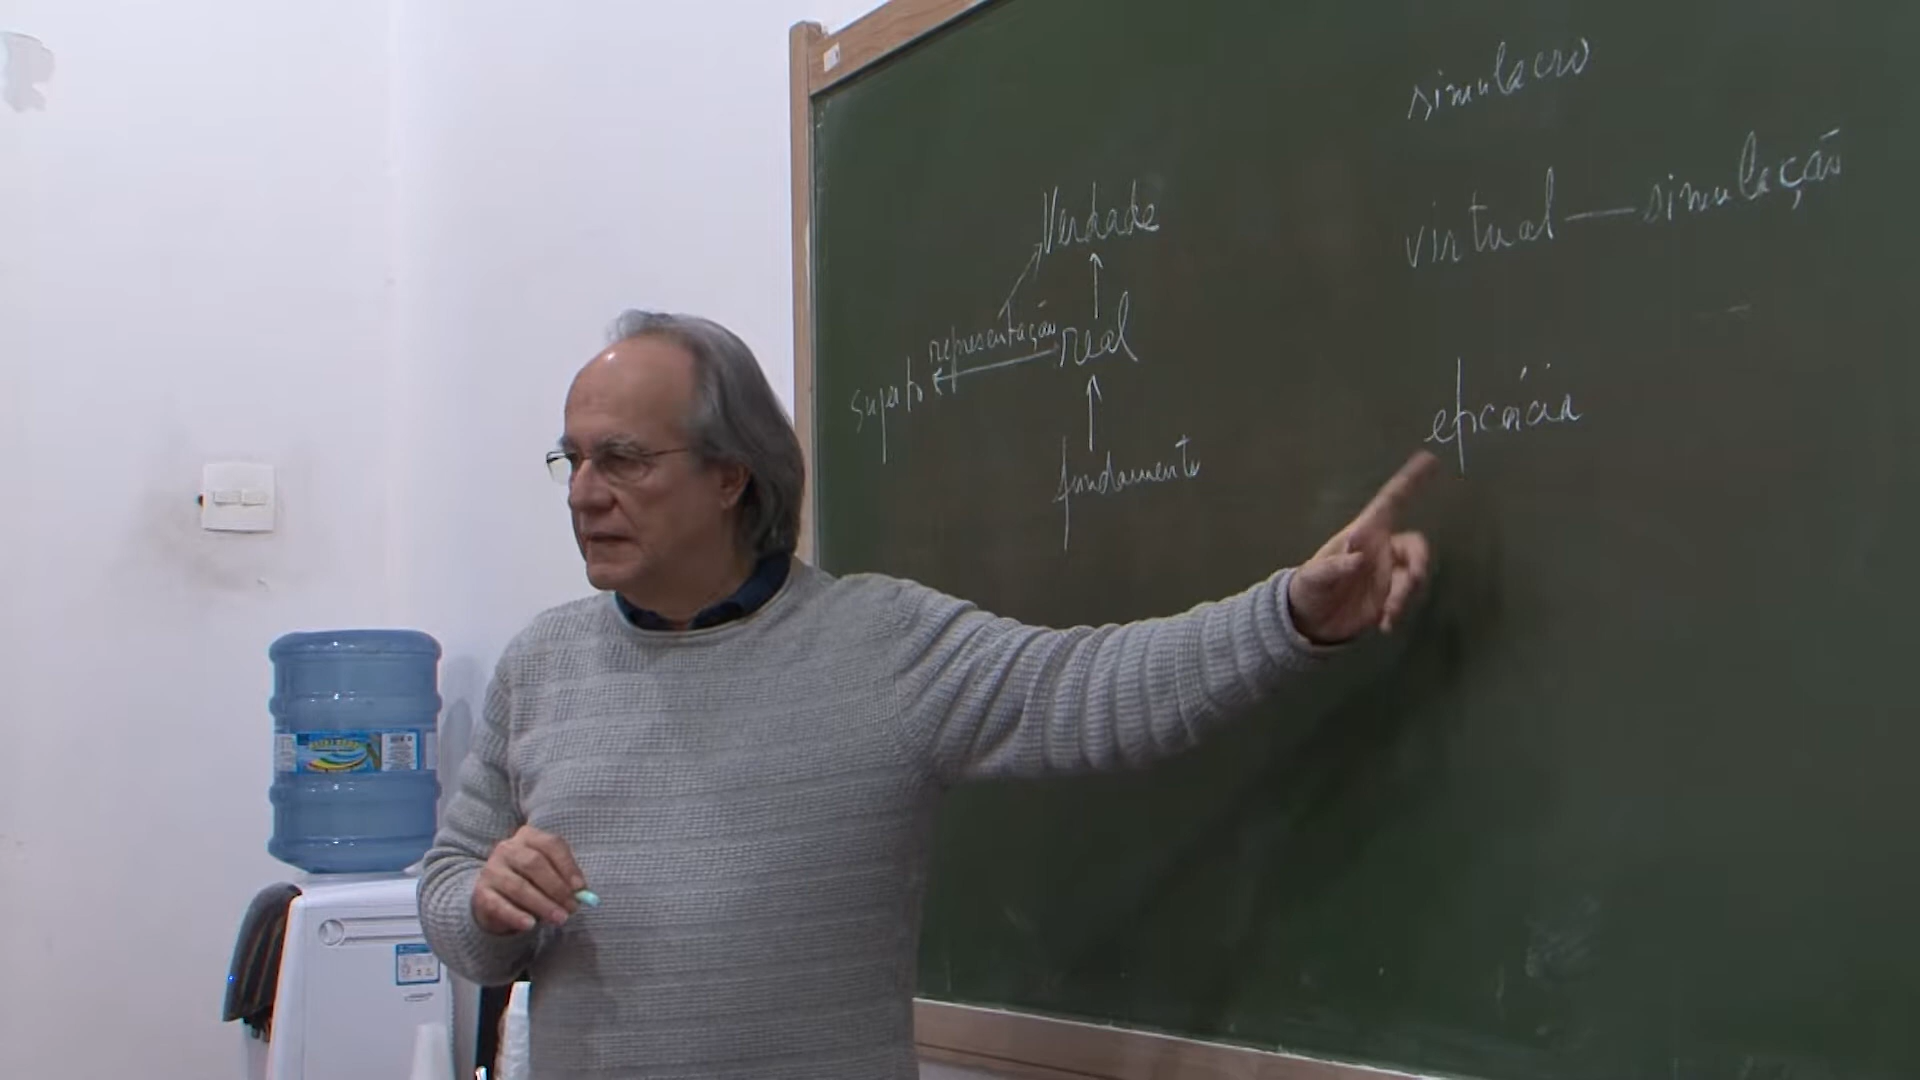 simulacro
virtual — simulação
Verdade
representação real
sujeito
fundamento
eficácia